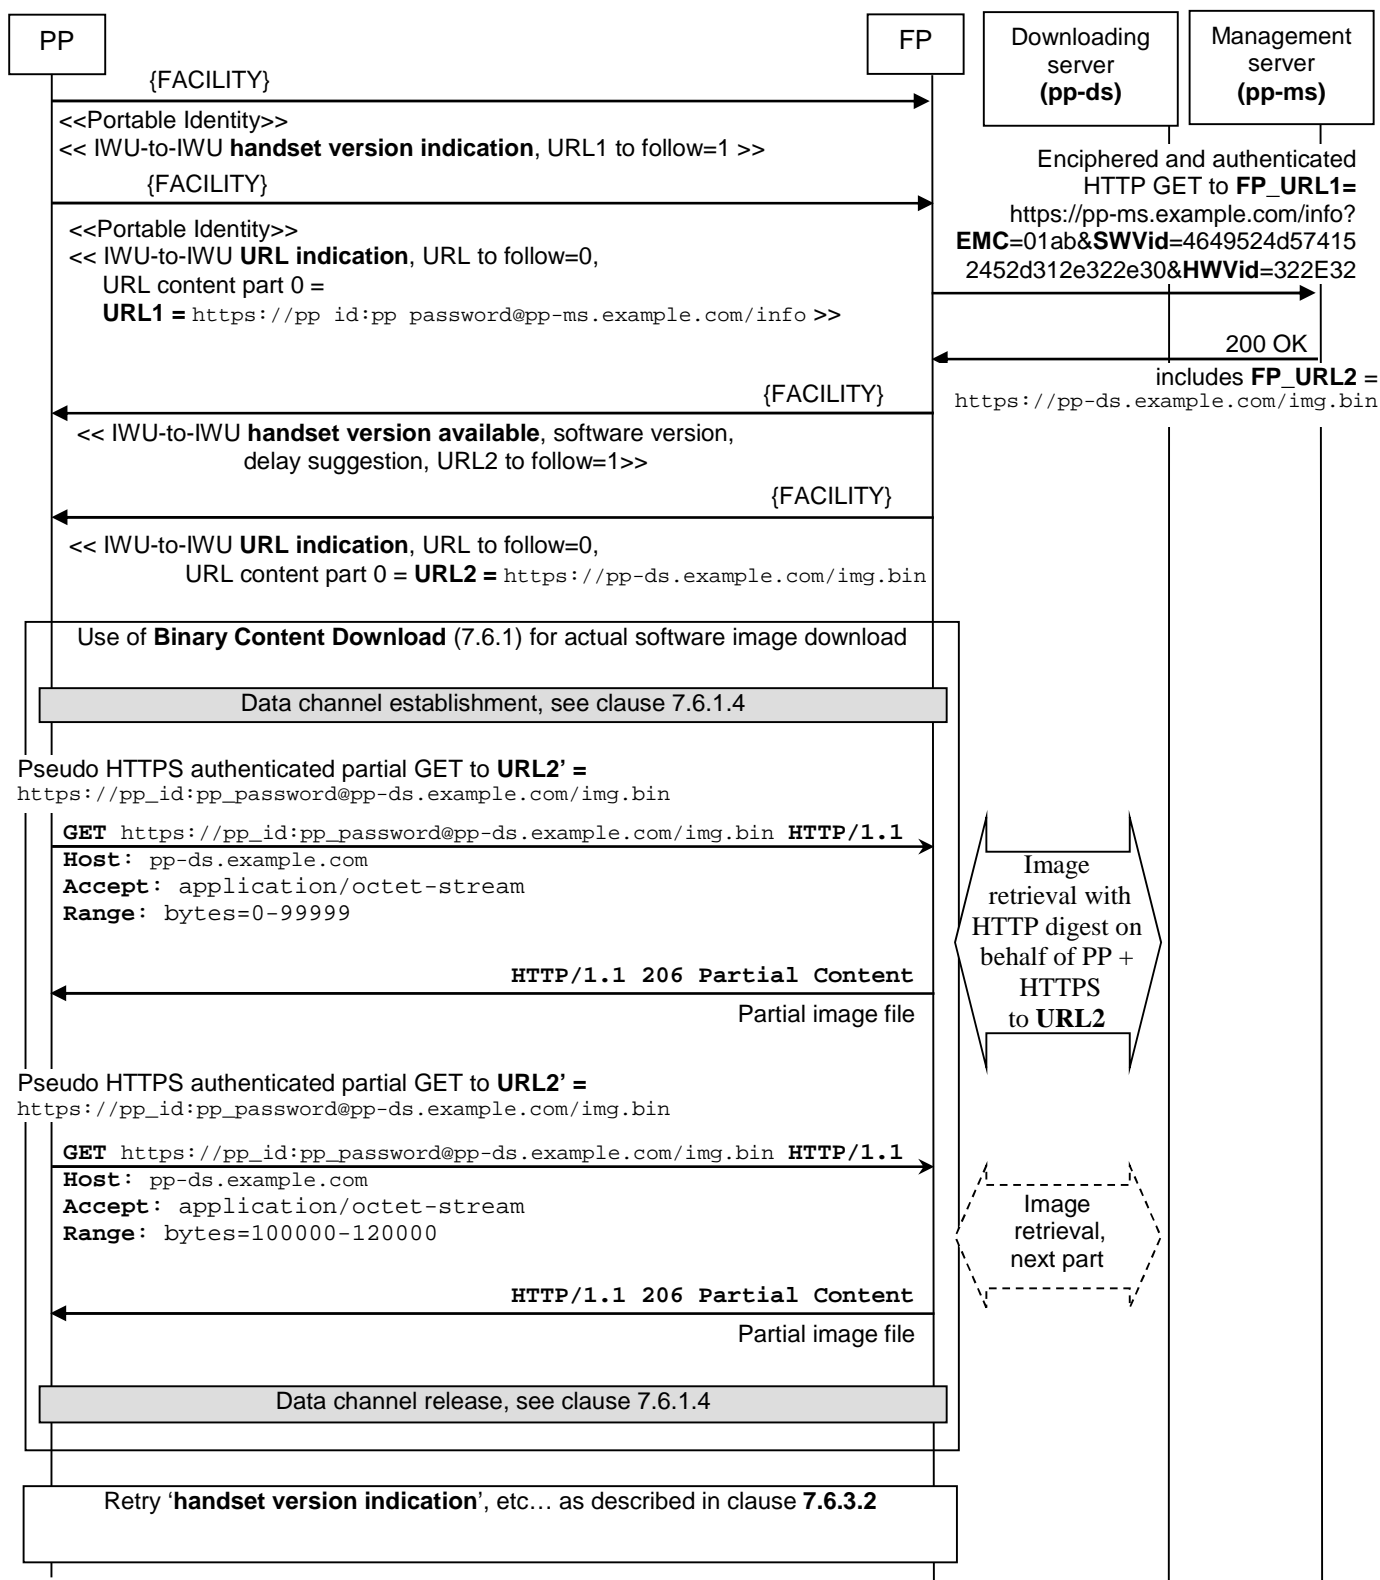 PP
FP
Downloading
server
(pp-ds)
Management
server
(pp-ms)
{FACILITY}
<<Portable Identity>>
<< IWU-to-IWU handset version indication, URL1 to follow=1 >>
{FACILITY}
<<Portable Identity>>
<< IWU-to-IWU URL indication, URL to follow=0,
URL content part 0 =
URL1 = https://pp id:pp password@pp-ms.example.com/info >>
Enciphered and authenticated
HTTP GET to FP_URL1=
https://pp-ms.example.com/info?
EMC=01ab&SWVid=4649524d57415
2452d312e322e30&HWVid=322E32
200 OK
includes FP_URL2 =
https://pp-ds.example.com/img.bin
{FACILITY}
<< IWU-to-IWU handset version available, software version,
delay suggestion, URL2 to follow=1>>
{FACILITY}
<< IWU-to-IWU URL indication, URL to follow=0,
URL content part 0 = URL2 = https://pp-ds.example.com/img.bin
Use of Binary Content Download (7.6.1) for actual software image download
Data channel establishment, see clause 7.6.1.4
Pseudo HTTPS authenticated partial GET to URL2’ =
https://pp_id:pp_password@pp-ds.example.com/img.bin
GET https://pp_id:pp_password@pp-ds.example.com/img.bin HTTP/1.1
Host: pp-ds.example.com
Accept: application/octet-stream
Range: bytes=0-99999
Image
retrieval with
HTTP digest on
behalf of PP +
HTTPS
to URL2
HTTP/1.1 206 Partial Content
Partial image file
Pseudo HTTPS authenticated partial GET to URL2’ =
https://pp_id:pp_password@pp-ds.example.com/img.bin
GET https://pp_id:pp_password@pp-ds.example.com/img.bin HTTP/1.1
Host: pp-ds.example.com
Accept: application/octet-stream
Range: bytes=100000-120000
Image
retrieval,
next part
HTTP/1.1 206 Partial Content
Partial image file
Data channel release, see clause 7.6.1.4
Retry ‘handset version indication’, etc… as described in clause 7.6.3.2